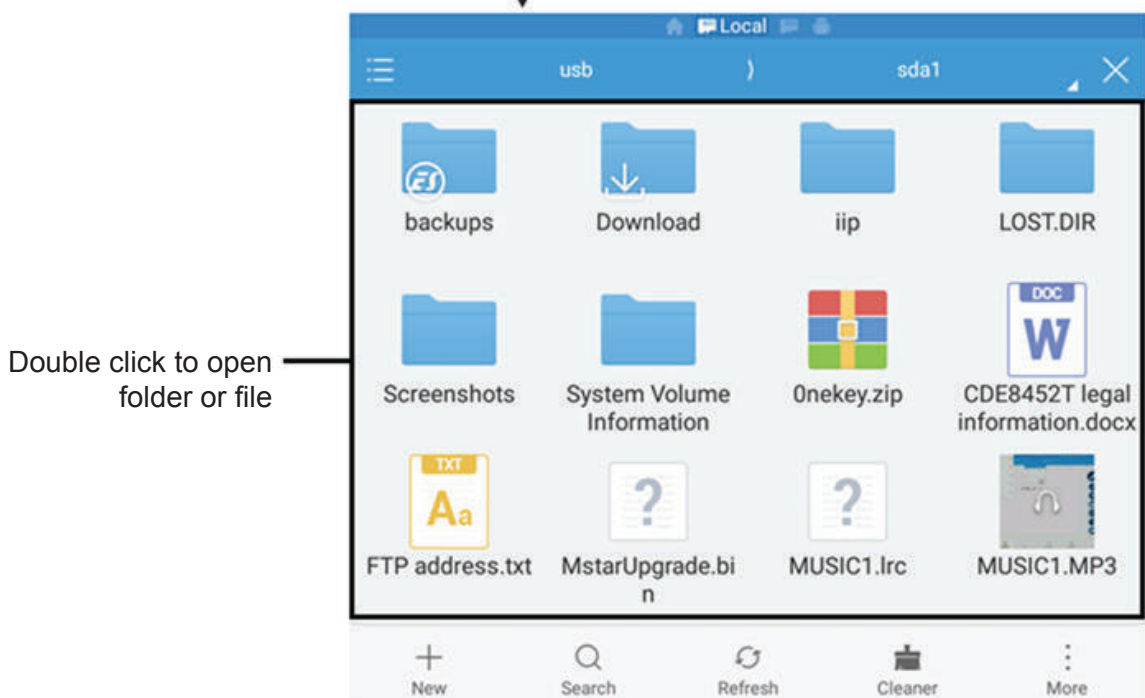 Local
usb ⟩ sda1
ES
backups Download iip LOST.DIR
DOC
W
Double click to open
folder or file
Screenshots System Volume
Information 0nekey.zip CDE8452T legal
information.docx
TXT
Aa
? ?
FTP address.txt MstarUpgrade.bi
n MUSIC1.lrc MUSIC1.MP3
New Search Refresh Cleaner More